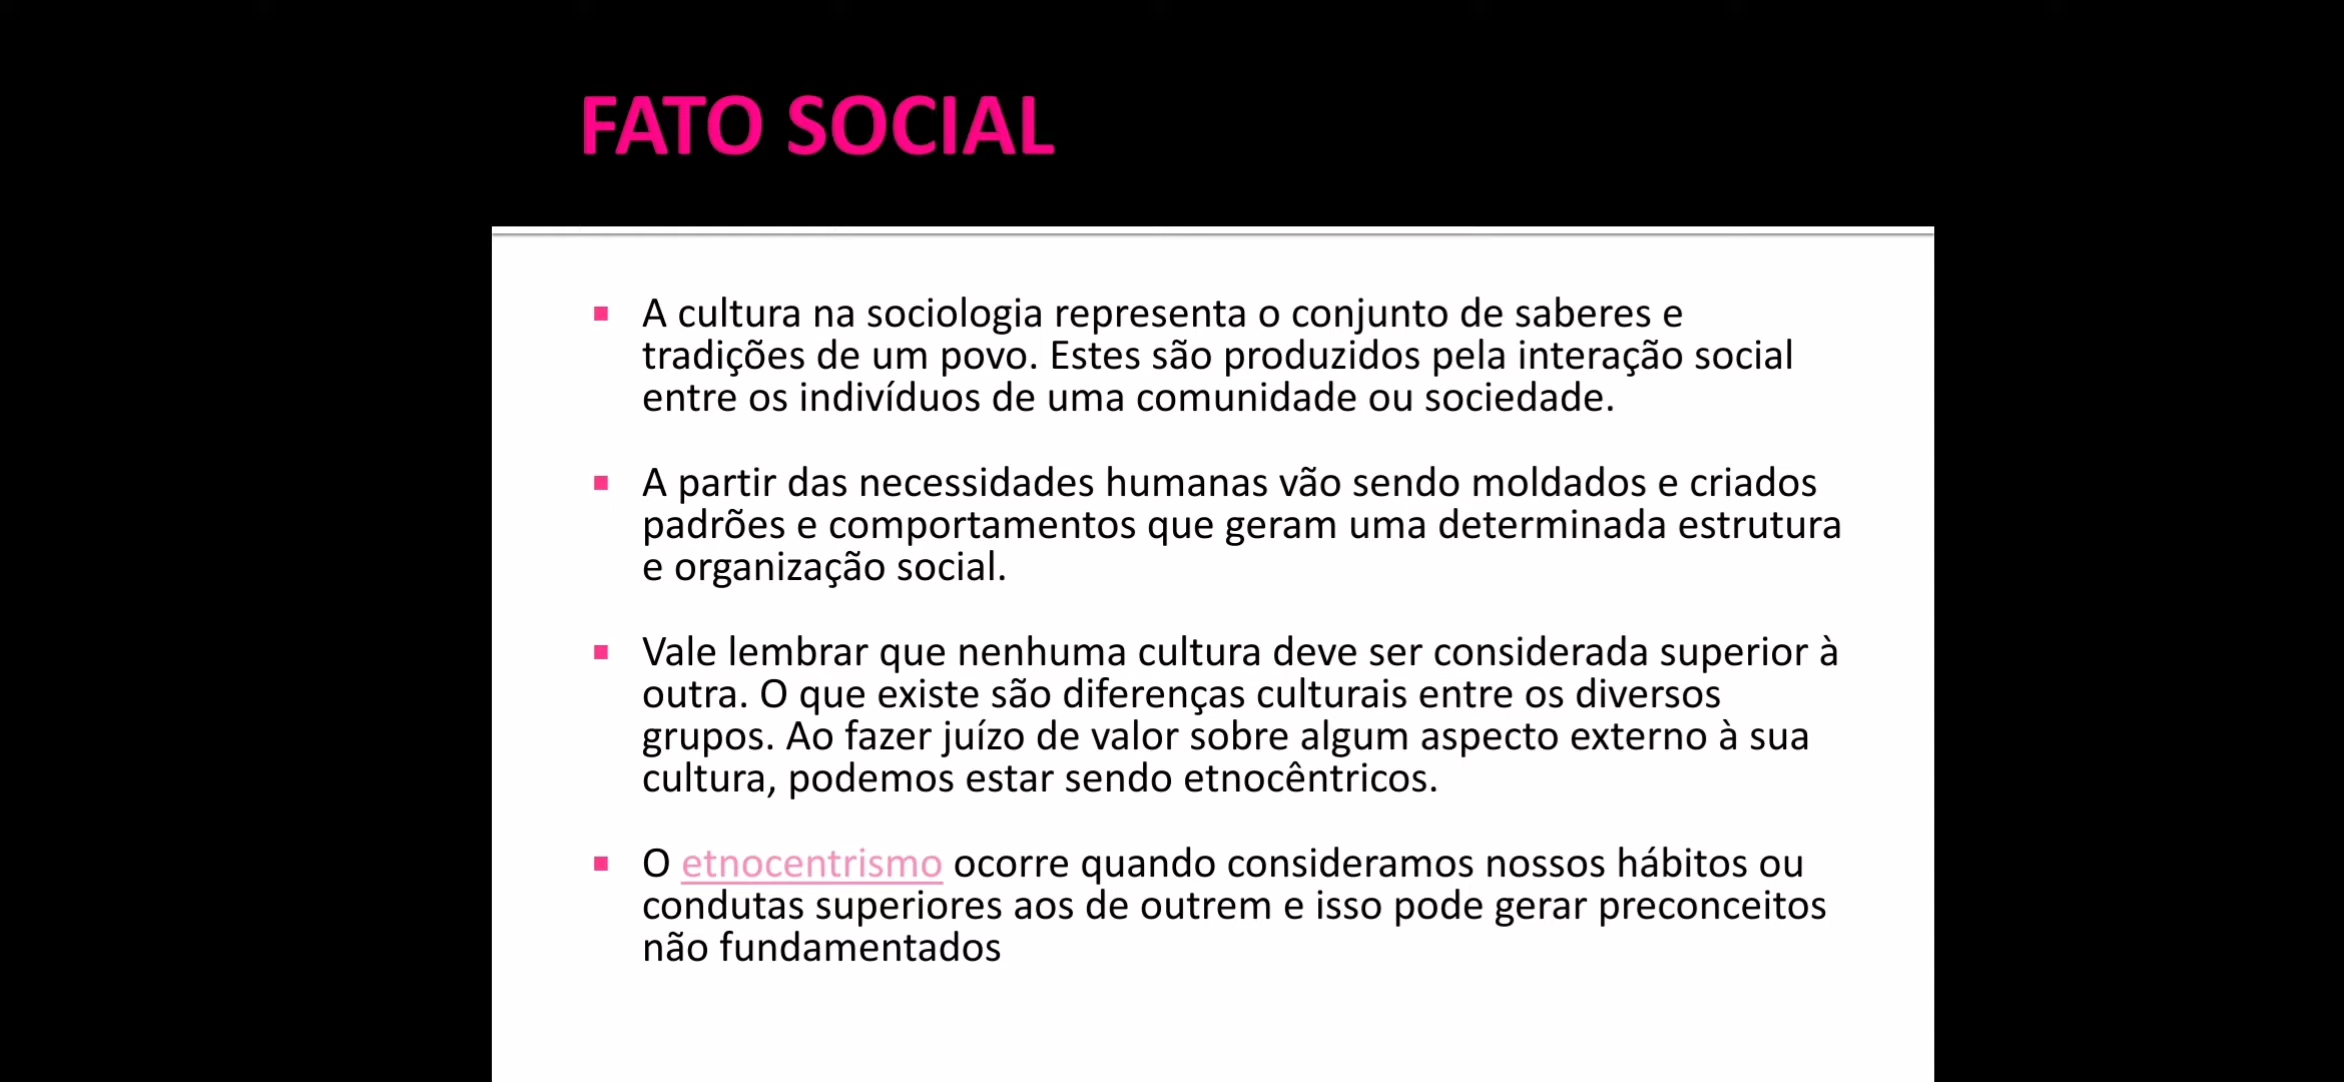 FATO SOCIAL
A cultura na sociologia representa o conjunto de saberes e
tradições de um povo. Estes são produzidos pela interação social
entre os indivíduos de uma comunidade ou sociedade.
A partir das necessidades humanas vão sendo moldados e criados
padrões e comportamentos que geram uma determinada estrutura
e organização social.
Vale lembrar que nenhuma cultura deve ser considerada superior à
outra. O que existe são diferenças culturais entre os diversos
grupos. Ao fazer juízo de valor sobre algum aspecto externo à sua
cultura, podemos estar sendo etnocêntricos.
O etnocentrismo ocorre quando consideramos nossos hábitos ou
condutas superiores aos de outrem e isso pode gerar preconceitos
não fundamentados